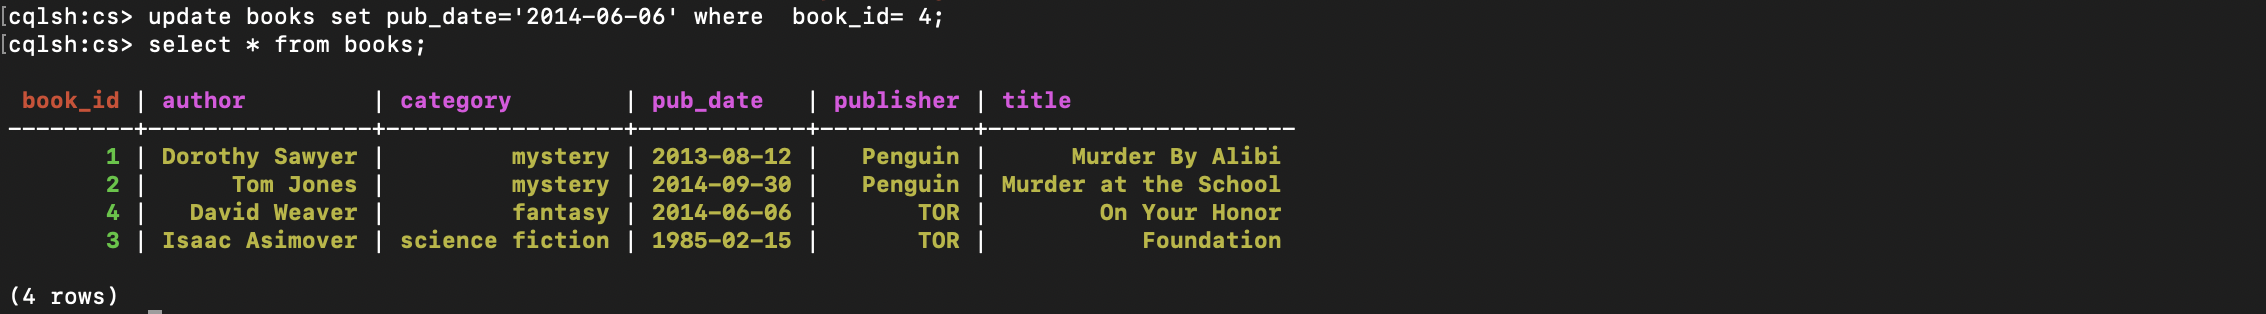 [cqlsh:cs> update books set pub_date='2014-06-06' where  book_id= 4;
[cqlsh:cs> select * from books;
 book_id | author         | category        | pub_date   | publisher | title
---------+----------------+-----------------+------------+-----------+----------------------
       1 | Dorothy Sawyer |         mystery | 2013-08-12 |   Penguin |      Murder By Alibi
       2 |      Tom Jones |         mystery | 2014-09-30 |   Penguin | Murder at the School
       4 |   David Weaver |         fantasy | 2014-06-06 |       TOR |        On Your Honor
       3 | Isaac Asimover | science fiction | 1985-02-15 |       TOR |           Foundation
(4 rows)